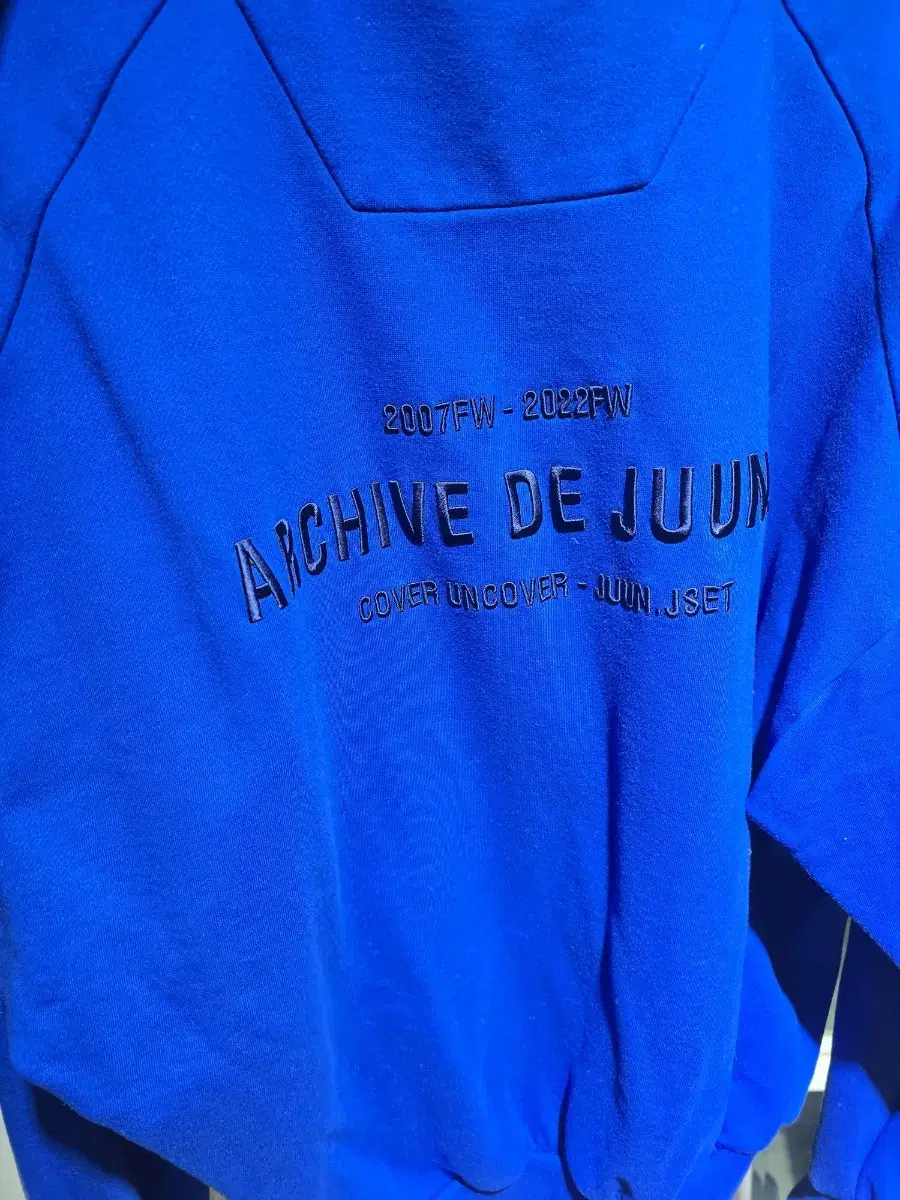 2007FW - 2022FW
ARCHIVE DE JUUN
COVER UNCOVER - JUUN.JSET